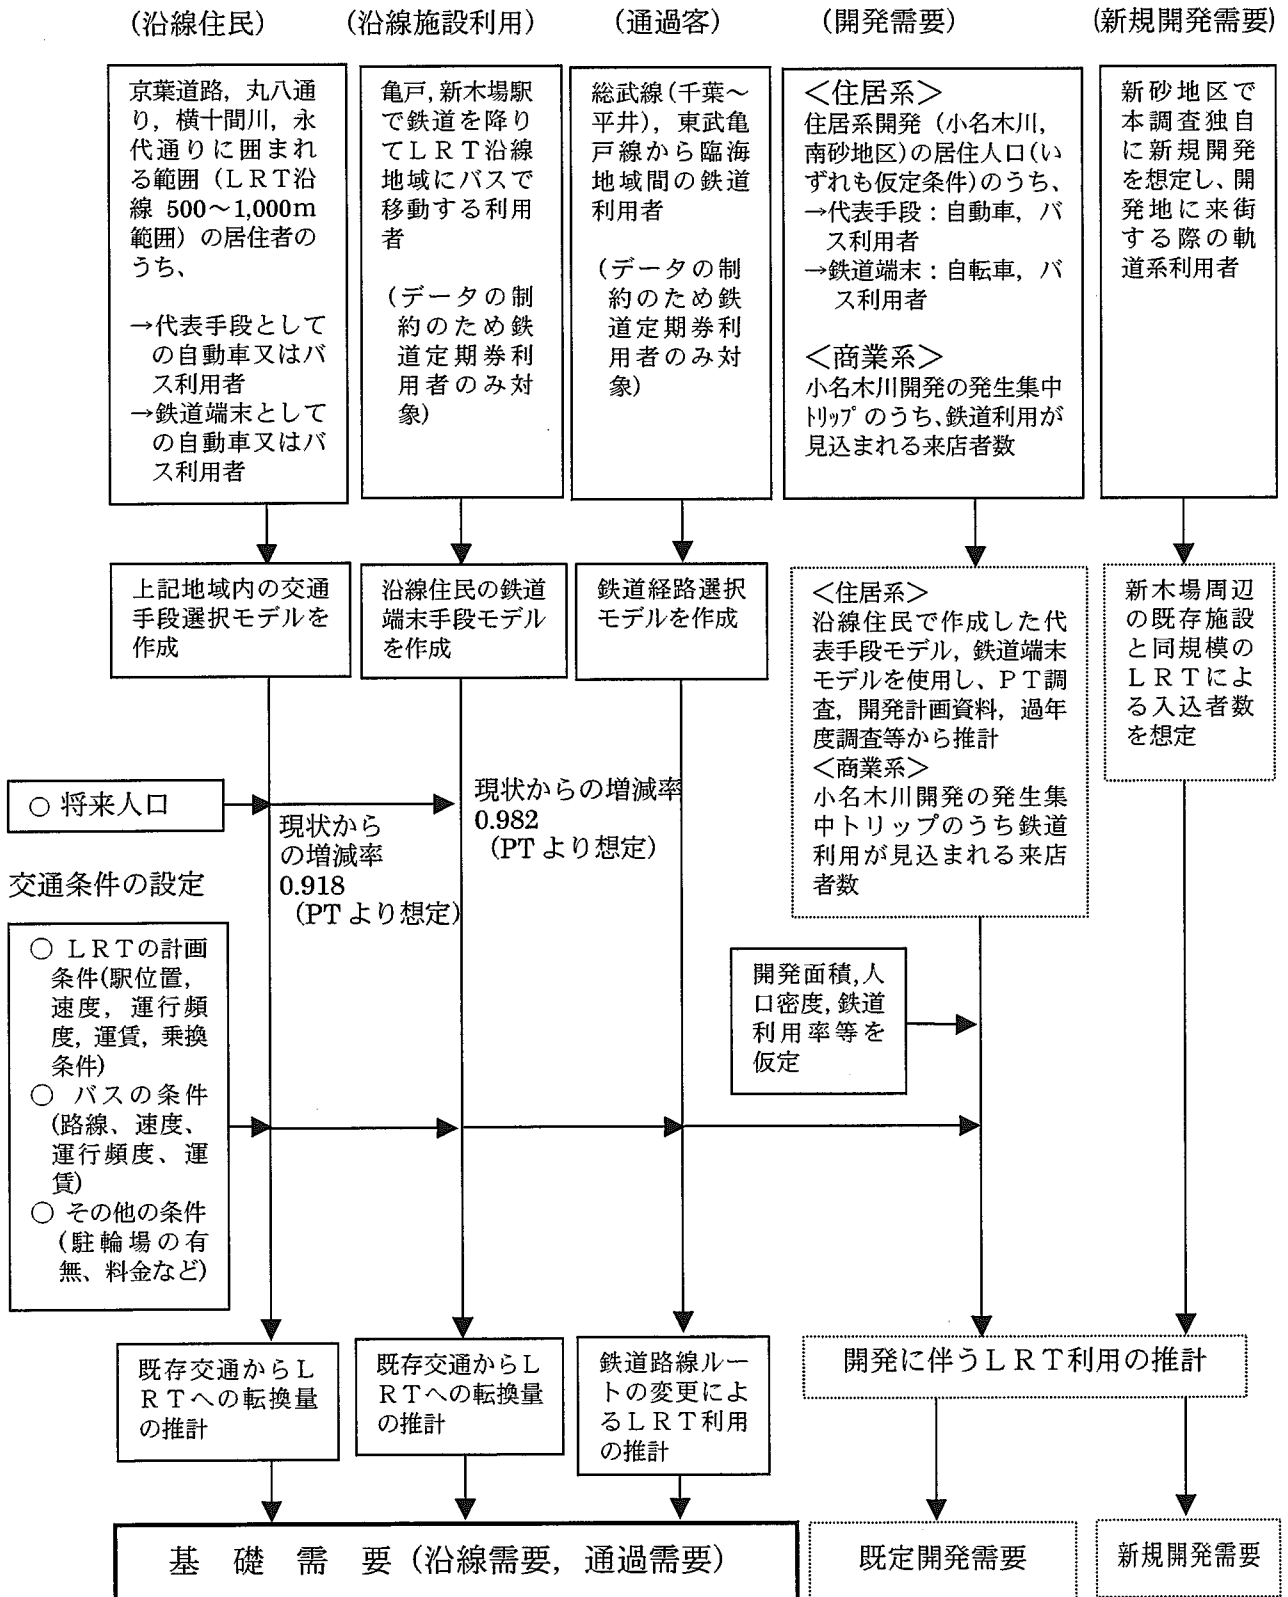 (沿線住民)
(沿線施設利用)
(通過客)
(開発需要)
(新規開発需要)
京葉道路，丸八通
り，横十間川，永
代通りに囲まれ
る範囲（LRT沿
線 500～1,000m
範囲）の居住者の
うち、
→代表手段として
の自動車又はバ
ス利用者
→鉄道端末として
の自動車又はバ
ス利用者
亀戸,新木場駅
で鉄道を降り
てLRT沿線
地域にバスで
移動する利用
者
(データの制
約のため鉄
道定期券利
用者のみ対
象)
総武線(千葉～
平井)，東武亀
戸線から臨海
地域間の鉄道
利用者
(データの制
約のため鉄
道定期券利
用者のみ対
象)
＜住居系＞
住居系開発（小名木川，
南砂地区)の居住人口(い
ずれも仮定条件)のうち、
→代表手段：自動車，バ
ス利用者
→鉄道端末：自転車，バ
ス利用者
＜商業系＞
小名木川開発の発生集中
ﾄﾘｯﾌﾟのうち､鉄道利用が
見込まれる来店者数
新砂地区で
本調査独自
に新規開発
を想定し、開
発地に来街
する際の軌
道系利用者
上記地域内の交通
手段選択モデルを
作成
沿線住民の鉄道
端末手段モデル
を作成
鉄道経路選択
モデルを作成
＜住居系＞
沿線住民で作成した代
表手段モデル，鉄道端末
モデルを使用し、PT調
査，開発計画資料，過年
度調査等から推計
＜商業系＞
小名木川開発の発生集
中トリップのうち鉄道
利用が見込まれる来店
者数
新木場周辺
の既存施設
と同規模の
LRTによ
る入込者数
を想定
○ 将来人口
現状から
の増減率
0.918
(PTより想定)
現状からの増減率
0.982
(PTより想定)
交通条件の設定
○ LRTの計画
条件(駅位置，
速度，運行頻
度，運賃，乗換
条件)
○ バスの条件
(路線、速度、
運行頻度、運
賃)
○ その他の条件
(駐輪場の有
無、料金など)
開発面積,人
口密度,鉄道
利用率等を
仮定
既存交通からL
RTへの転換量
の推計
既存交通からL
RTへの転換量
の推計
鉄道路線ルー
トの変更によ
るLRT利用
の推計
開発に伴うLRT利用の推計
基 礎 需 要（沿線需要，通過需要）
既定開発需要
新規開発需要